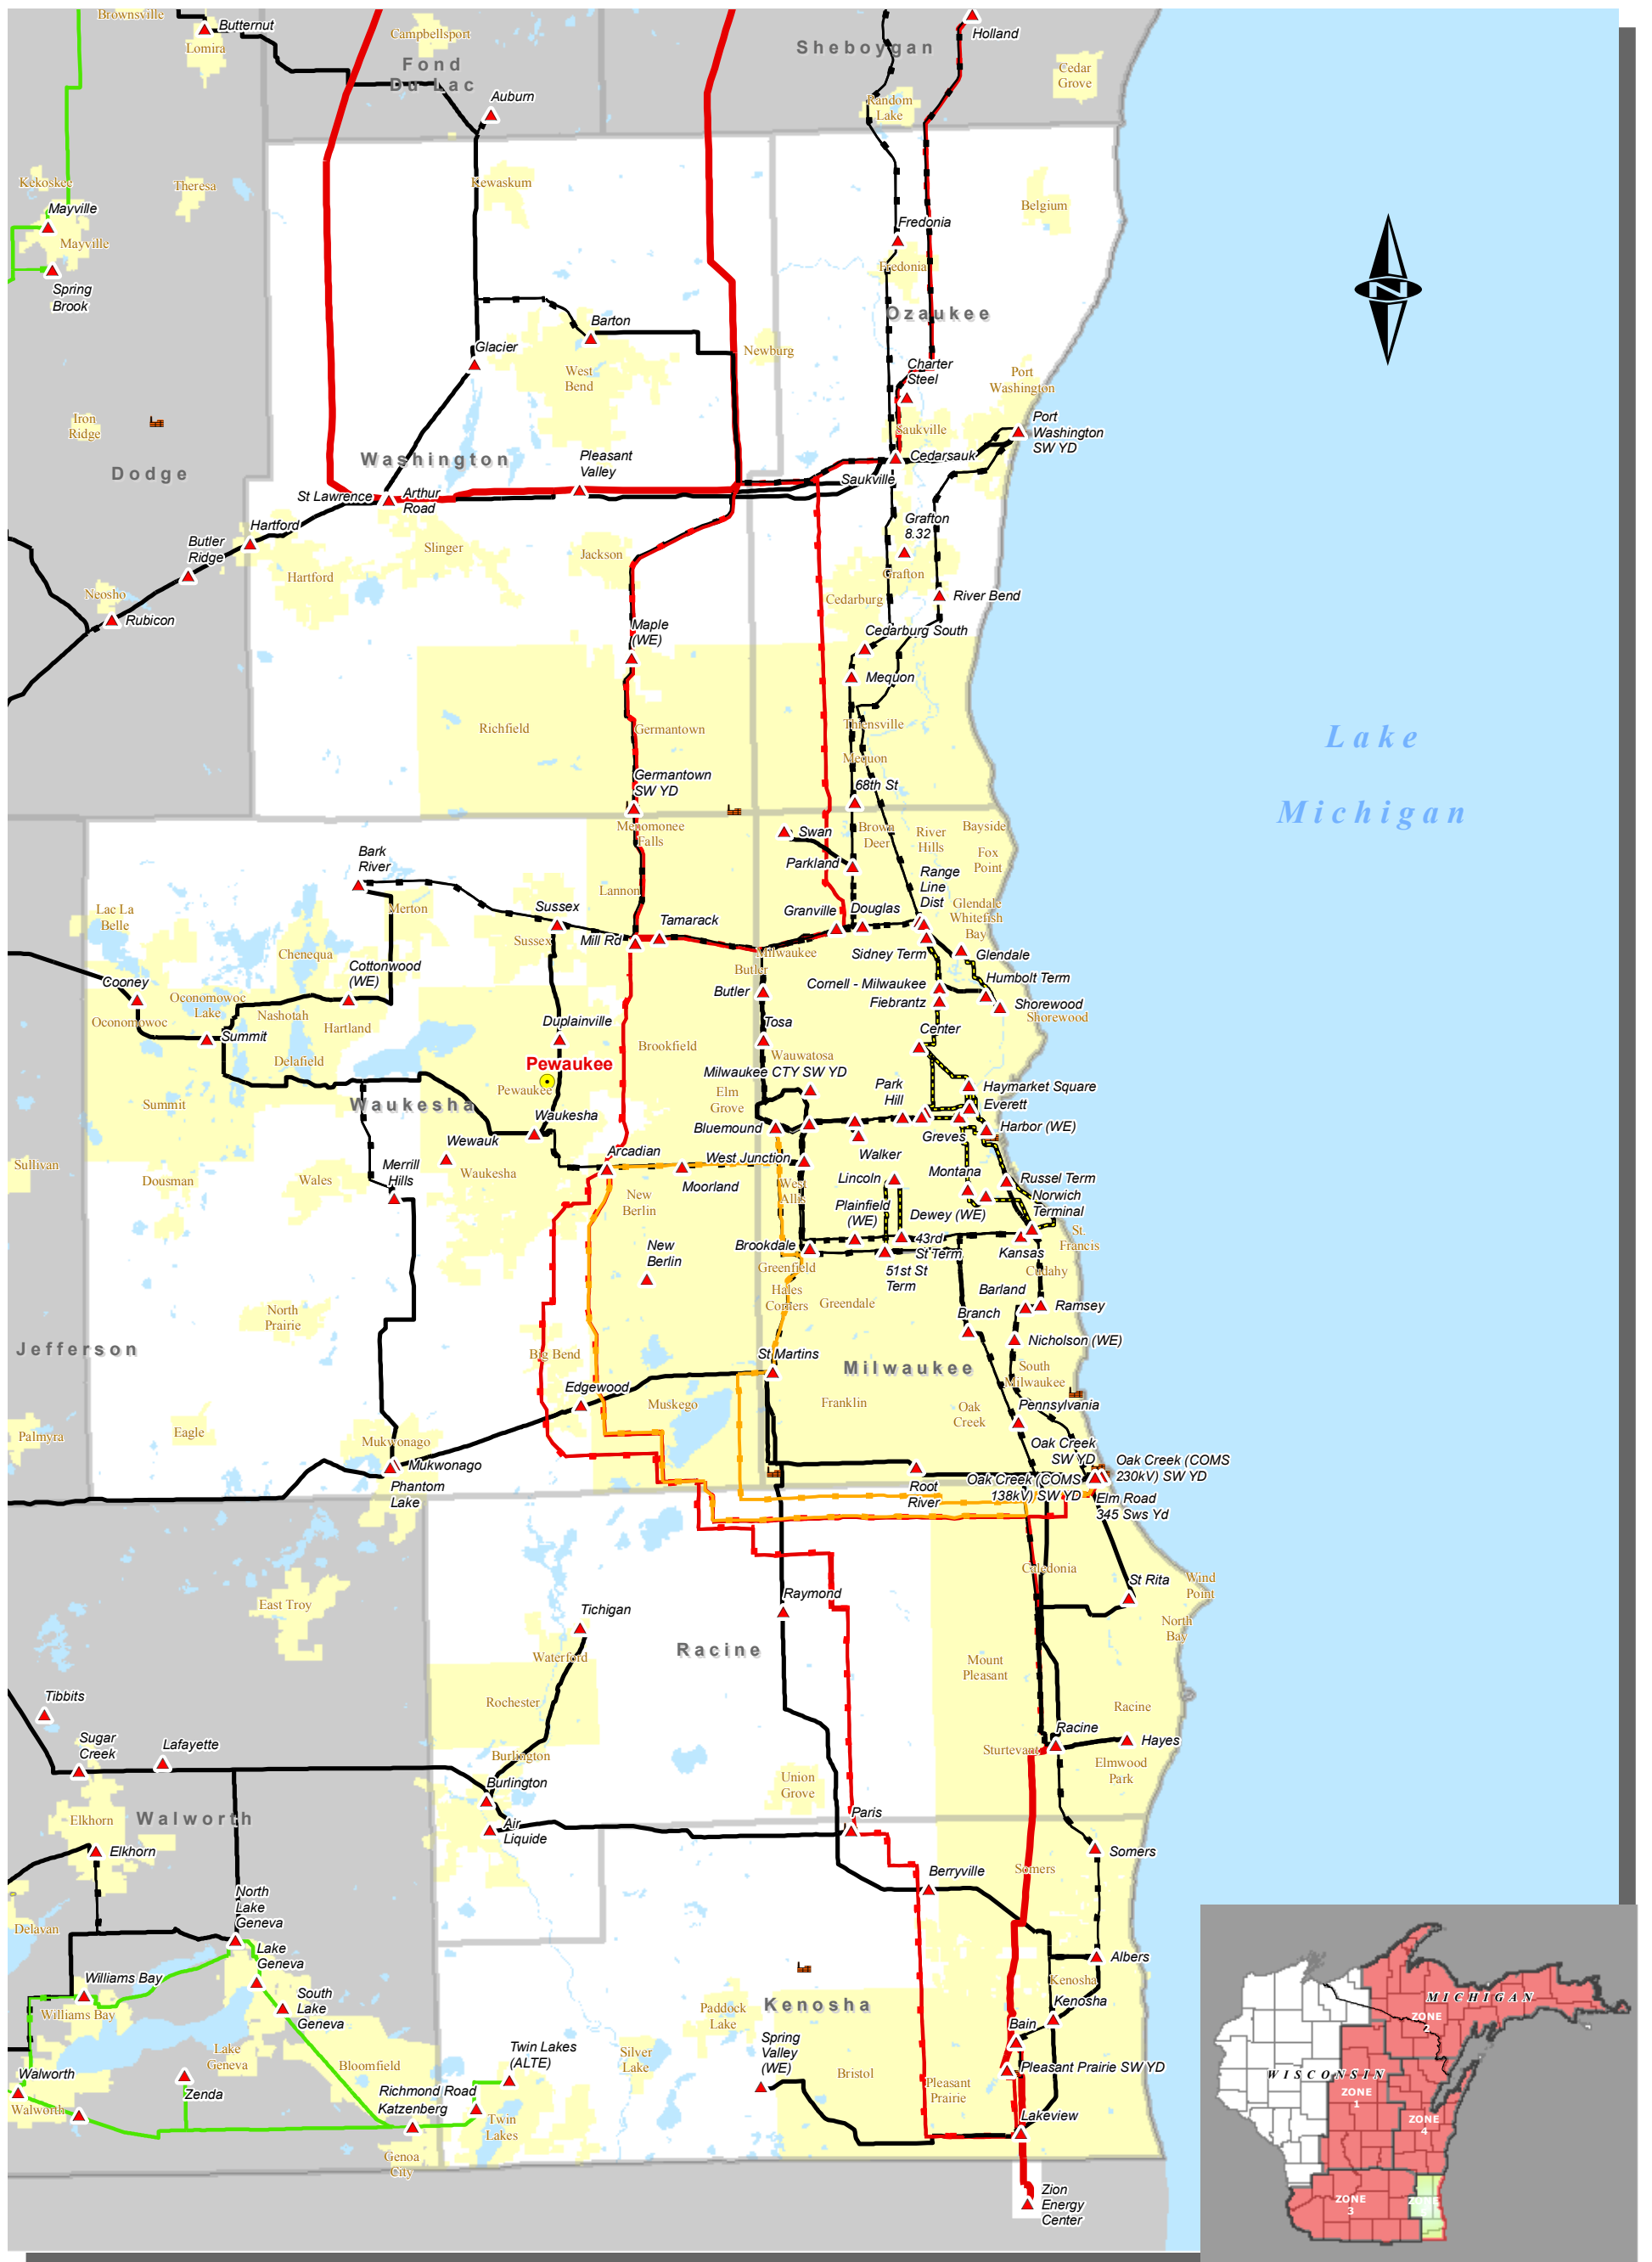 Brownsville
Butternut
Lomira
Campbellsport
Fond
Du Lac
Auburn
Sheboygan
Holland
Cedar
Grove
Random
Lake
Kekoskee
Theresa
Mayville
Mayville
Spring
Brook
Kewaskum
Belgium
Fredonia
Fredonia
Ozaukee
Barton
Glacier
West
Bend
Newburg
Charter
Steel
Port
Washington
Port
Washington
SW YD
Saukville
Iron
Ridge
Dodge
Washington
Pleasant
Valley
Cedarsauk
Saukville
St Lawrence
Arthur
Road
Hartford
Butler
Ridge
Slinger
Jackson
Hartford
Grafton
8.32
Grafton
Neosho
Rubicon
Cedarburg
River Bend
Maple
(WE)
Cedarburg South
Mequon
Richfield
Germantown
Thiensville
Mequon
Lake
Michigan
Germantown
SW YD
68th St
Menomonee
Falls
Swan
Brown
Deer
River
Hills
Bayside
Fox
Point
Parkland
Bark
River
Range
Line
Dist
Lannon
Merton
Lac La
Belle
Sussex
Sussex
Tamarack
Mill Rd
Granville
Douglas
Glendale
Whitefish
Bay
Chenequa
Milwaukee
Sidney Term
Glendale
Cottonwood
(WE)
Butler
Butler
Cornell - Milwaukee
Humbolt Term
Cooney
Oconomowoc
Lake
Fiebrantz
Shorewood
Shorewood
Oconomowoc
Nashotah
Hartland
Summit
Duplainville
Tosa
Center
Brookfield
Wauwatosa
Delafield
Pewaukee
Pewaukee
Milwaukee CTY SW YD
Elm
Grove
Park
Hill
Haymarket Square
Everett
Summit
Waukesha
Waukesha
Bluemound
Greves
Harbor (WE)
Wewauk
Waukesha
Arcadian
West Junction
Walker
Sullivan
Merrill
Hills
Moorland
Lincoln
Montana
Russel Term
Dousman
Wales
New
Berlin
West
Allis
Plainfield
(WE)
Dewey (WE)
Norwich
Terminal
St.
Francis
New
Berlin
Brookdale
43rd
St Term
Kansas
Greenfield
51st St
Term
Cudahy
North
Prairie
Hales
Corners
Greendale
Barland
Ramsey
Branch
Jefferson
Nicholson (WE)
Big Bend
St Martins
Milwaukee
South
Milwaukee
Edgewood
Muskego
Franklin
Oak
Creek
Pennsylvania
Palmyra
Eagle
Mukwonago
Mukwonago
Phantom
Lake
Oak Creek
SW YD
Oak Creek (COMS
230kV) SW YD
Root
River
Oak Creek (COMS
138kV) SW YD
Elm Road
345 Sws Yd
Caledonia
East Troy
Tichigan
Raymond
St Rita
Wind
Point
North
Bay
Racine
Waterford
Mount
Pleasant
Rochester
Tibbits
Racine
Sugar
Creek
Lafayette
Racine
Hayes
Burlington
Sturtevant
Elmwood
Park
Burlington
Union
Grove
Walworth
Elkhorn
Air
Liquide
Paris
Elkhorn
Somers
Somers
Berryville
North
Lake
Geneva
Delavan
Lake
Geneva
Albers
Williams Bay
Williams Bay
South
Lake
Geneva
Kenosha
Kenosha
Kenosha
Paddock
Lake
Bain
Lake
Geneva
Bloomfield
Twin Lakes
(ALTE)
Silver
Lake
Spring
Valley
(WE)
Bristol
Pleasant Prairie SW YD
Pleasant
Prairie
Walworth
Walworth
Zenda
Richmond Road
Katzenberg
Twin
Lakes
Lakeview
Genoa
City
Zion
Energy
Center
MICHIGAN
ZONE
2
WISCONSIN
ZONE
1
ZONE
4
ZONE
3
ZONE